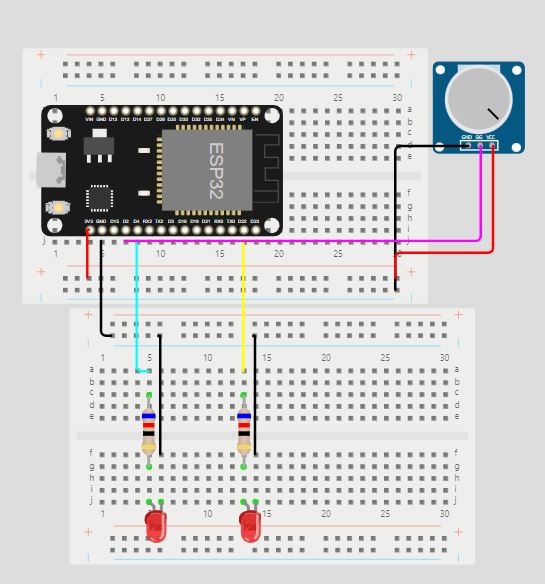 + +
1 5 10 15 20 25 30
a
b
c
d
e
VIN GND D13 D12 D14 D27 D26 D25 D33 D32 D35 D34 VN VP EN
GND SIG VCC
ESP32
f
g
h
i
j
3V3 GND D15 D2 D4 RX2 TX2 D5 D18 D19 D21 RX0 TX0 D22 D23
j
5 10 15 20 25 30
+ +
+ +
1 5 10 15 20 25 30
a a
b b
c c
d d
e e
f f
g g
h h
i i
j j
1 5 10 15 20 25 30
+ +